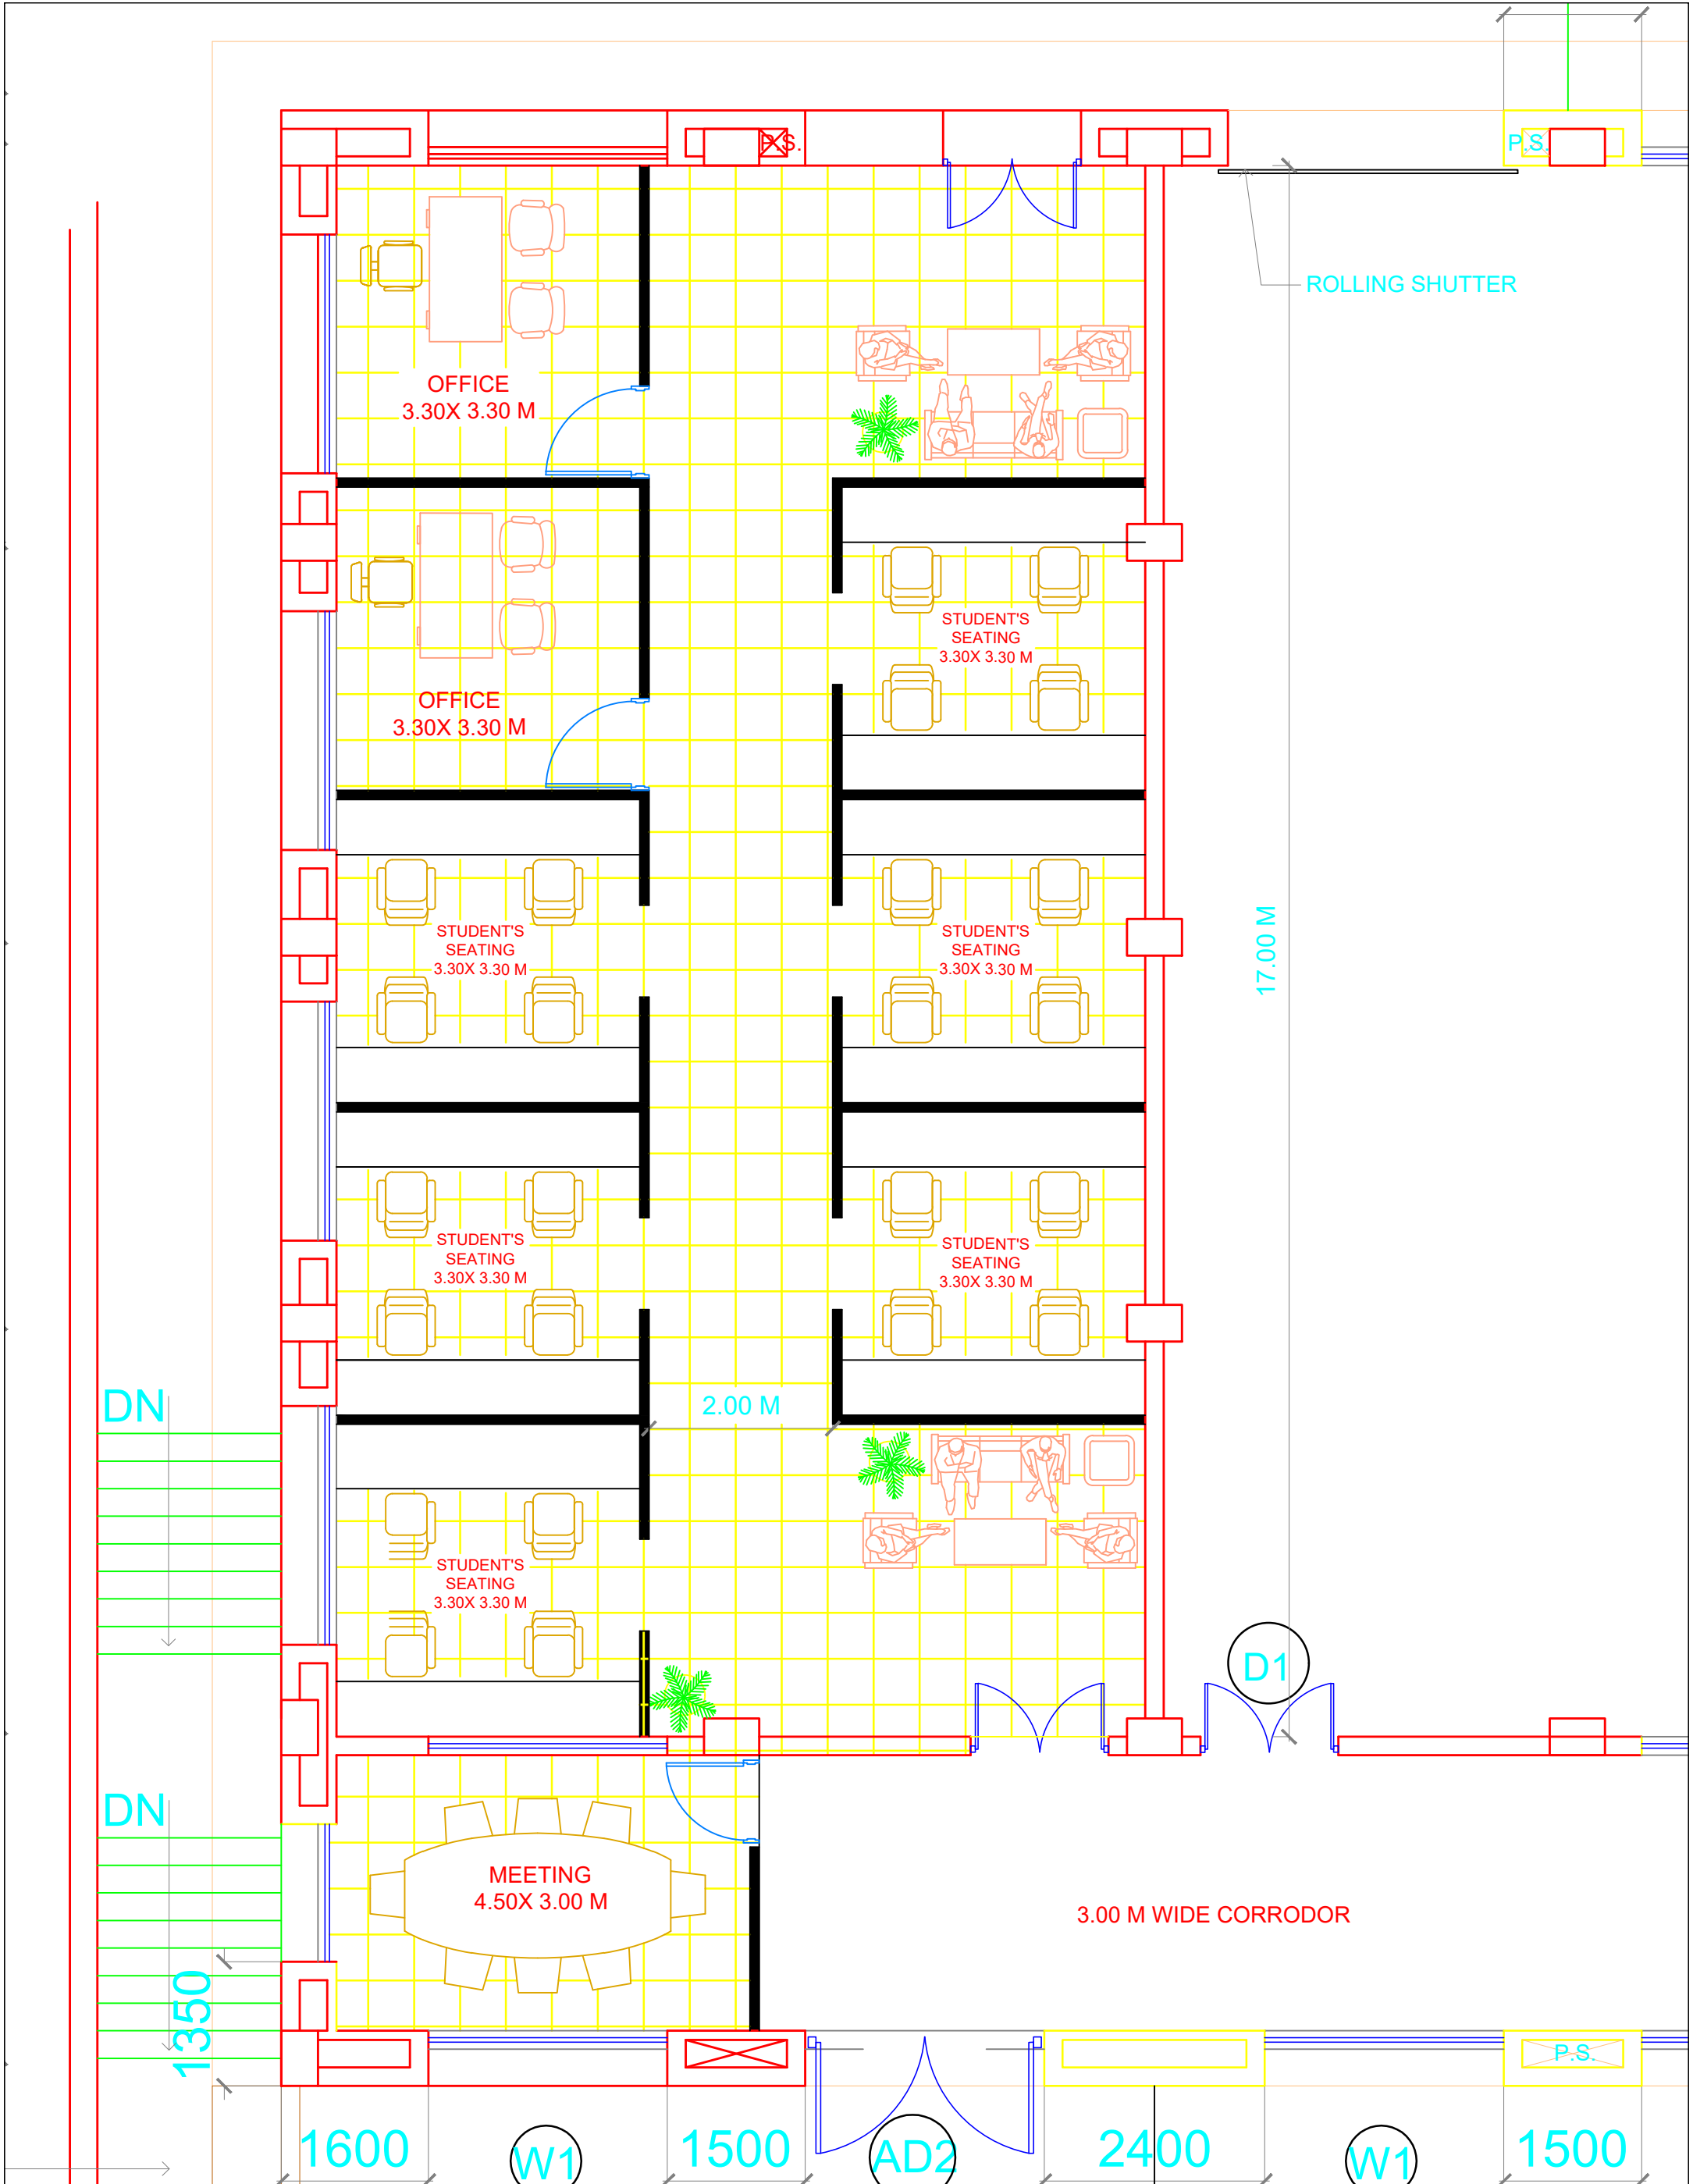 P.S.
P.S.
ROLLING SHUTTER
OFFICE
3.30X 3.30 M
STUDENT'S
SEATING
3.30X 3.30 M
OFFICE
3.30X 3.30 M
STUDENT'S
SEATING
3.30X 3.30 M
STUDENT'S
SEATING
3.30X 3.30 M
17.00 M
STUDENT'S
SEATING
3.30X 3.30 M
STUDENT'S
SEATING
3.30X 3.30 M
DN
2.00 M
STUDENT'S
SEATING
3.30X 3.30 M
D1
DN
MEETING
4.50X 3.00 M
3.00 M WIDE CORRODOR
1350
P.S.
1600
W1
1500
AD2
2400
W1
1500